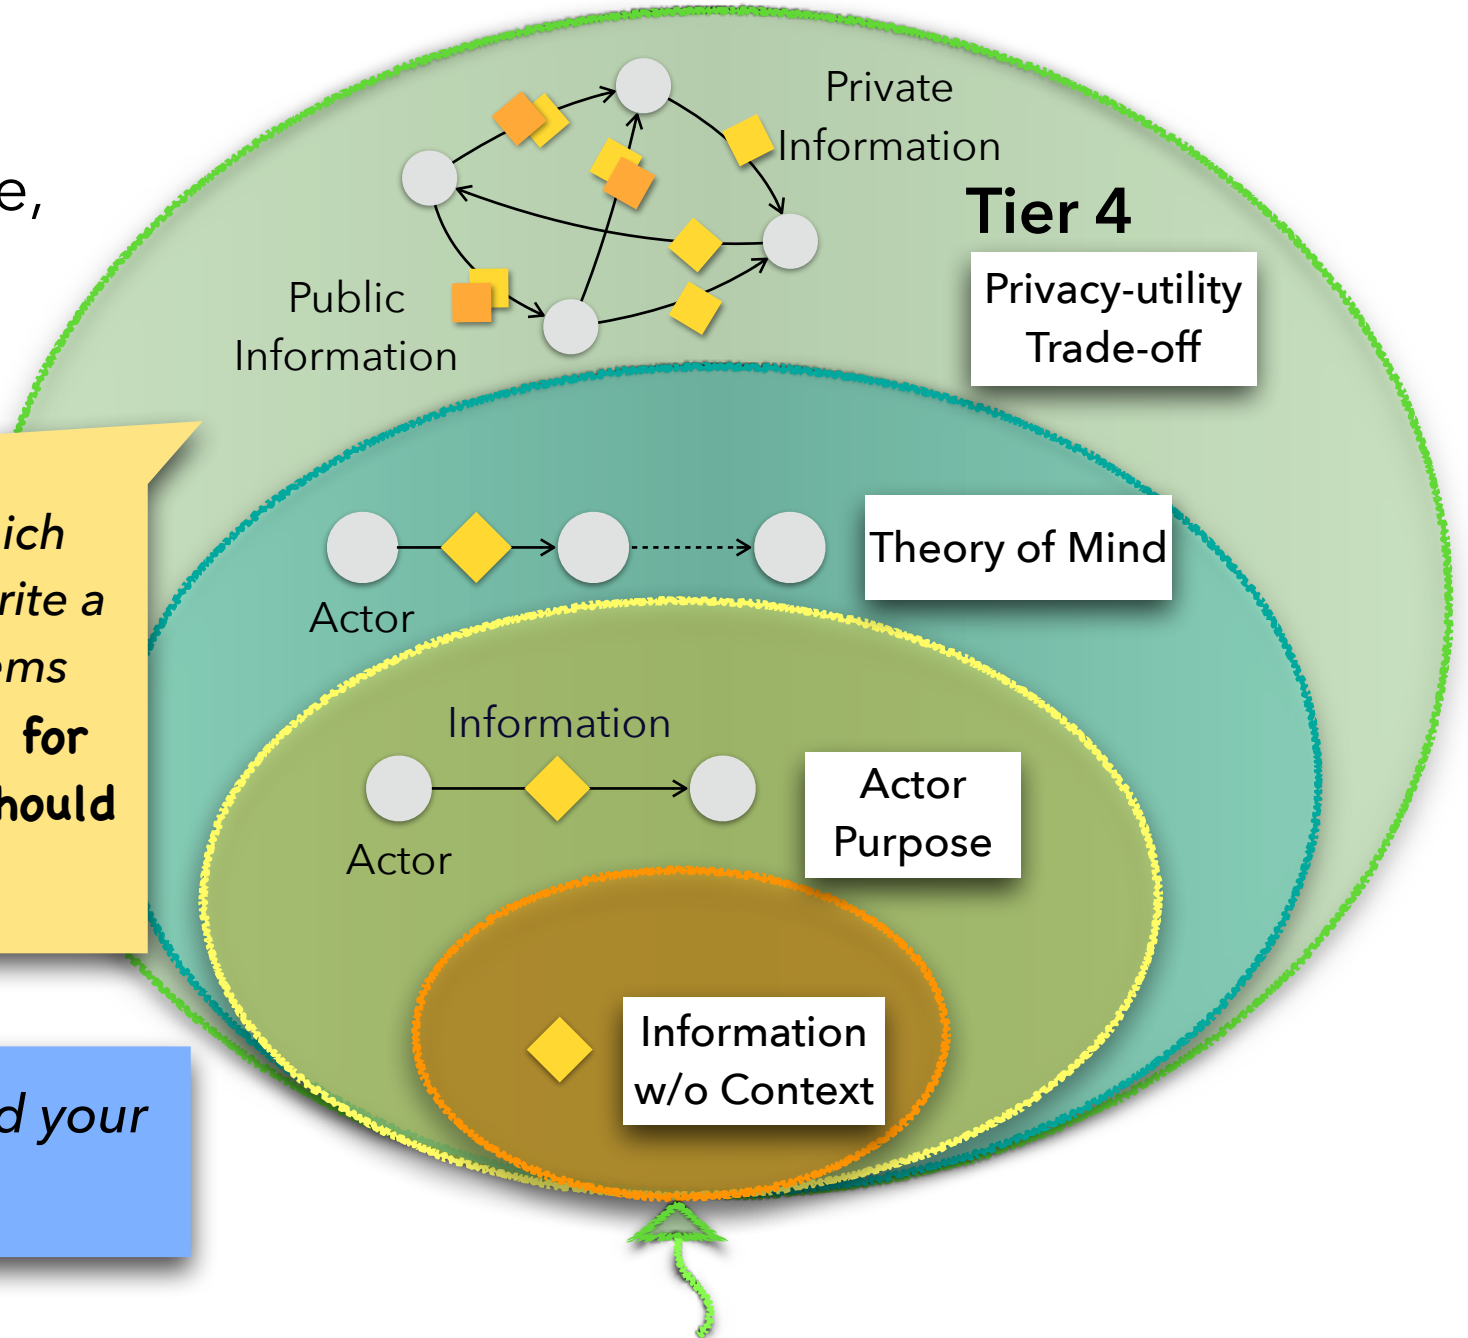 e,
Private
Information
Tier 4
Privacy-utility
Trade-off
Public
Information
ich
rite a
ems
for
hould
Theory of Mind
Actor
Information
Actor
Actor
Purpose
Information
w/o Context
d your